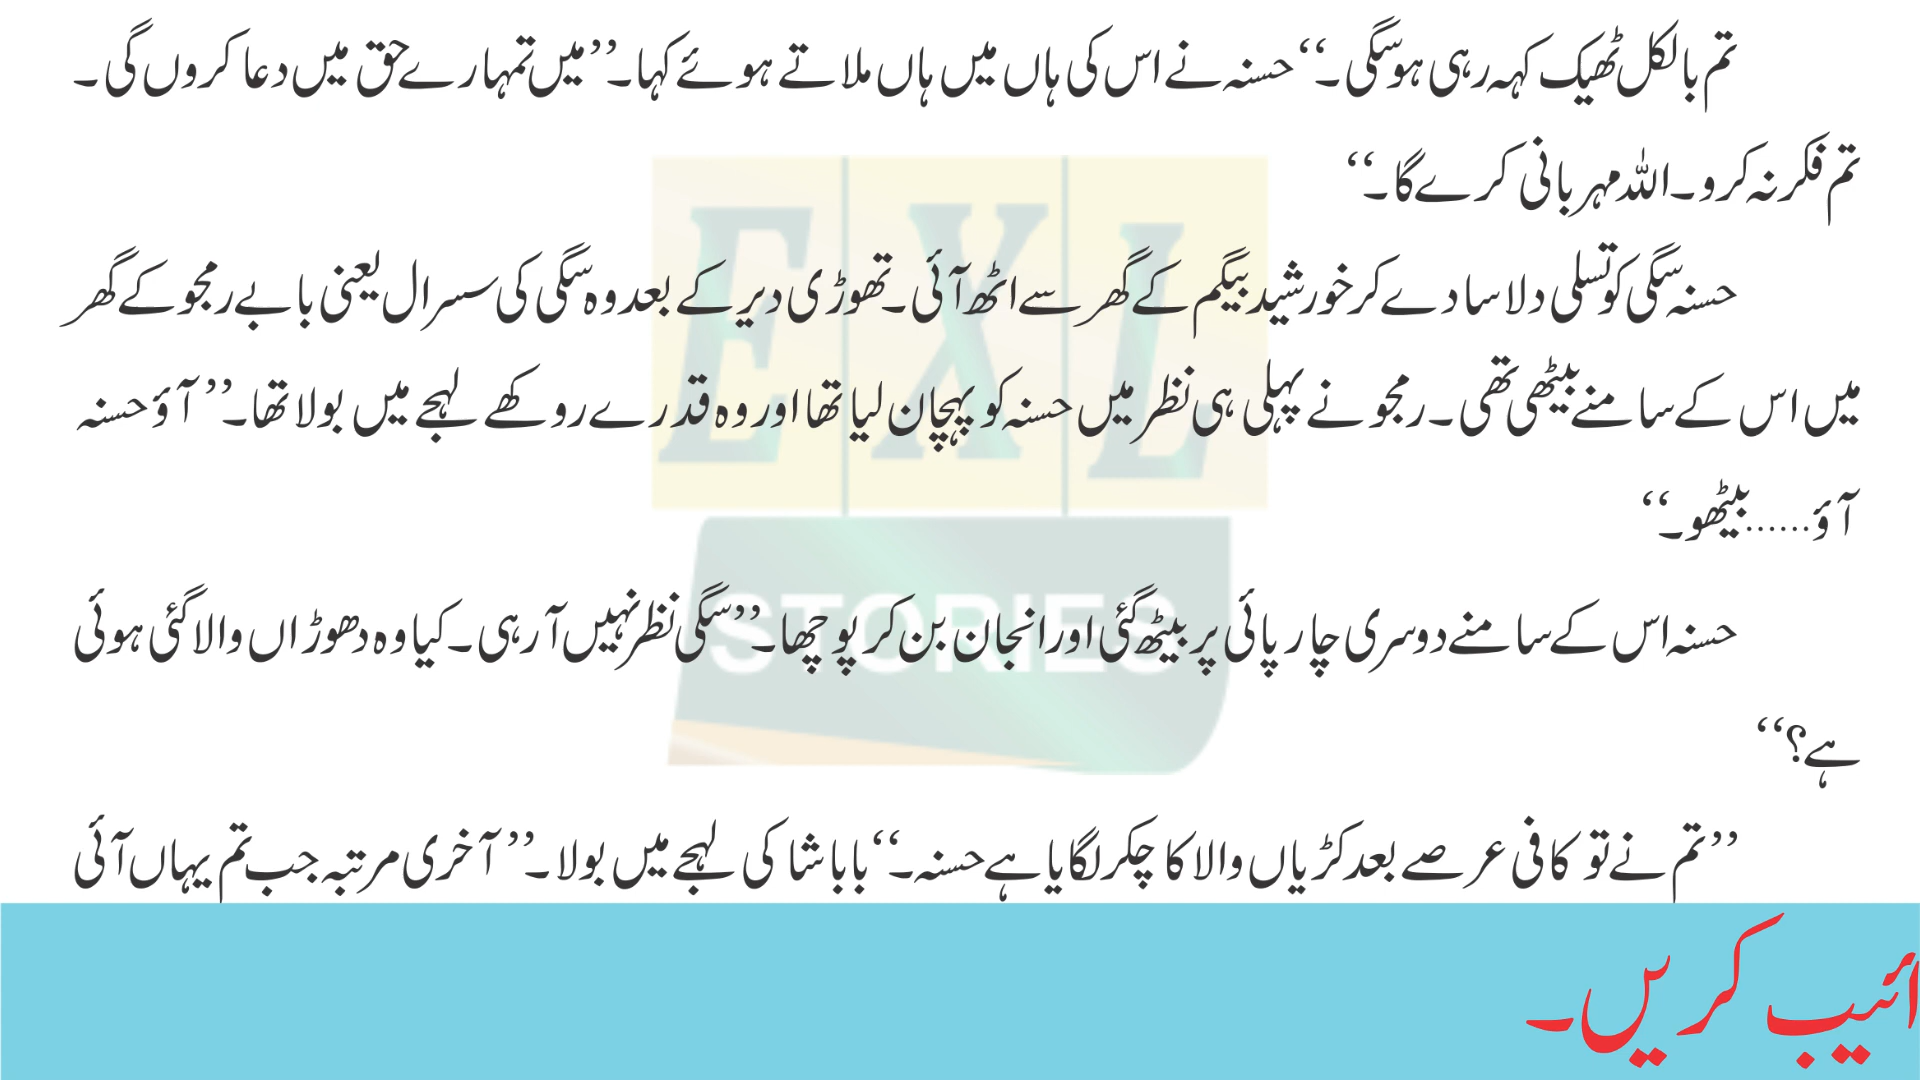 تم بالکل ٹھیک کہہ رہی ہو سگی۔‘‘ حسنہ نے اس کی ہاں میں ہاں ملاتے ہوئے کہا۔ ’’میں تمہارے حق میں دعا کروں گی۔
تم فکر نہ کرو۔ اللہ مہربانی کرے گا۔‘‘
حسنہ سگی کو تسلی دلاسا دے کر خورشید بیگم کے گھر سے اٹھ آئی۔ تھوڑی دیر کے بعد وہ سگی کی سسرال یعنی بابے رمجو کے گھر
میں اس کے سامنے بیٹھی تھی۔ رمجو نے پہلی ہی نظر میں حسنہ کو پہچان لیا تھا اور وہ قدرے روکھے لہجے میں بولا تھا۔ ’’آؤ حسنہ
آؤ......بیٹھو۔‘‘
EXL
حسنہ اس کے سامنے دوسری چارپائی پر بیٹھ گئی اور انجان بن کر پوچھا۔ ’’سگی نظر نہیں آ رہی۔ کیا وہ دھوڑاں والا گئی ہوئی
STORIES
ہے؟‘‘
’’تم نے تو کافی عرصے بعد کڑیاں والا کا چکر لگایا ہے حسنہ۔‘‘ بابا شاکی لہجے میں بولا۔ ’’آخری مرتبہ جب تم یہاں آئی
ائیب کریں۔